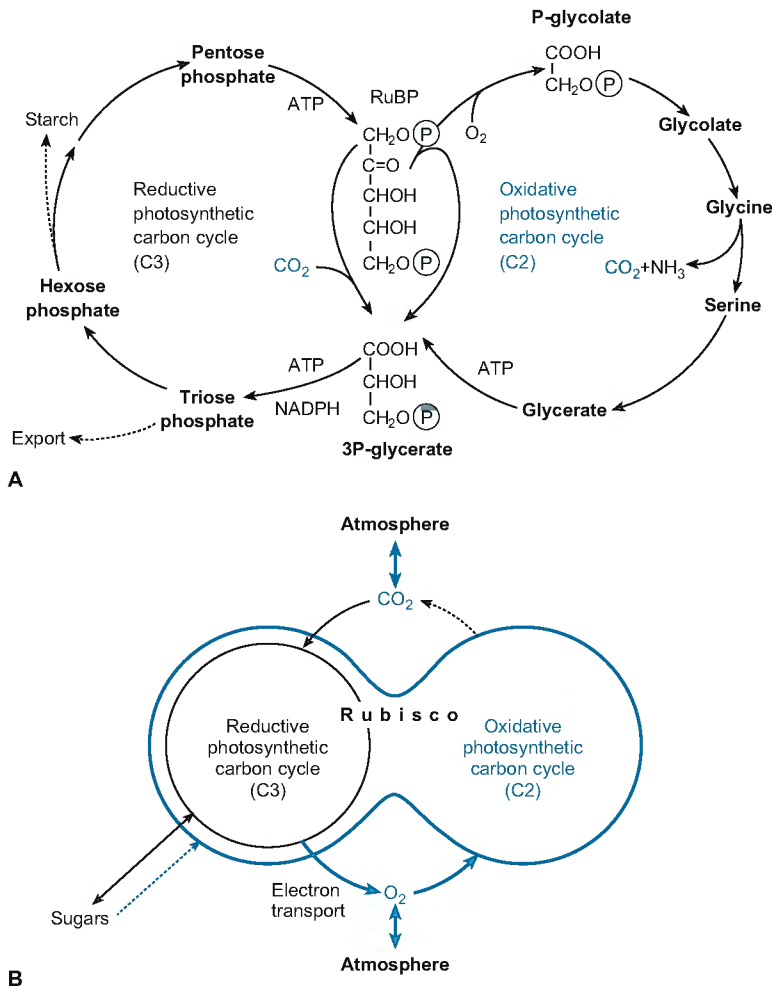 P-glycolate
COOH
CH₂O P
Pentose
phosphate
ATP
RuBP
O₂
Starch
Glycolate
CH₂O P
C=O
CHOH
CHOH
CH₂O P
Reductive
photosynthetic
carbon cycle
(C3)
Oxidative
photosynthetic
carbon cycle
(C2)
Glycine
CO₂
CO₂+NH₃
Hexose
phosphate
Serine
COOH
CHOH
CH₂O P
ATP
NADPH
ATP
Triose
phosphate
Glycerate
Export
3P-glycerate
A
Atmosphere
CO₂
Rubisco
Reductive
photosynthetic
carbon cycle
(C3)
Oxidative
photosynthetic
carbon cycle
(C2)
Electron
transport
O₂
Sugars
Atmosphere
B